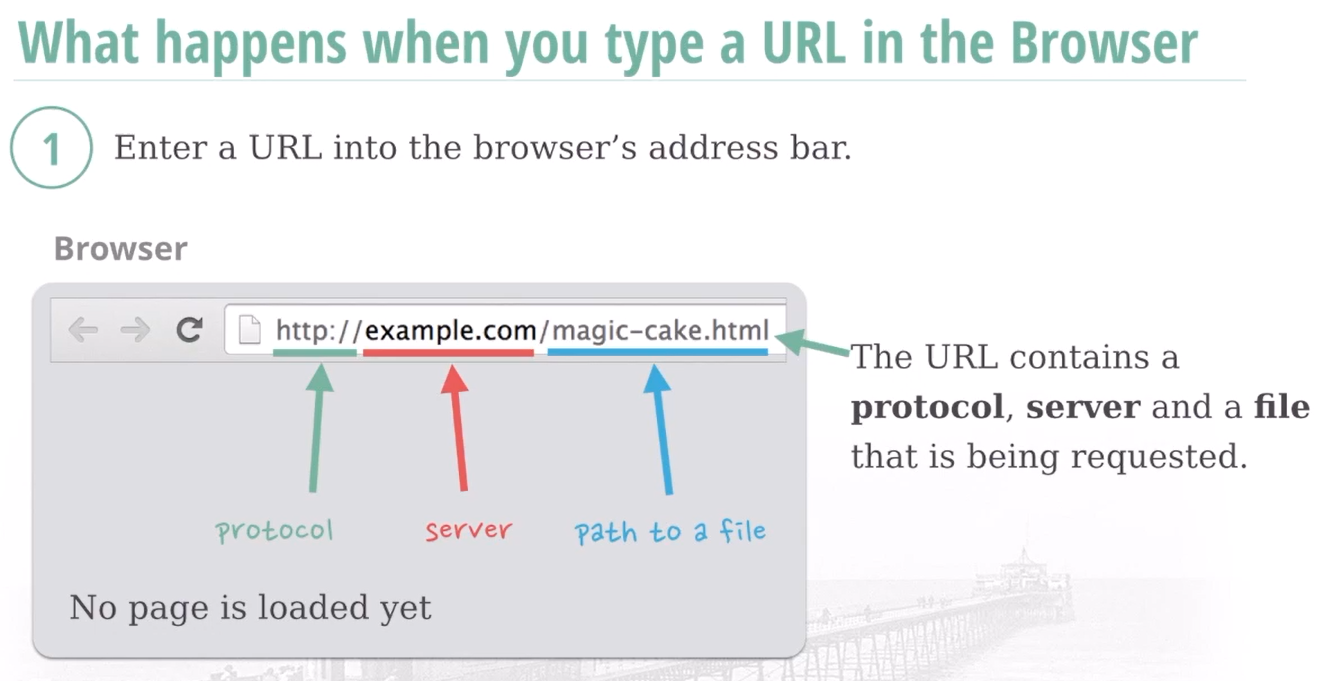 What happens when you type a URL in the Browser
1 Enter a URL into the browser’s address bar.
Browser
http://example.com/magic-cake.html
The URL contains a
protocol, server and a file
that is being requested.
protocol server path to a file
No page is loaded yet